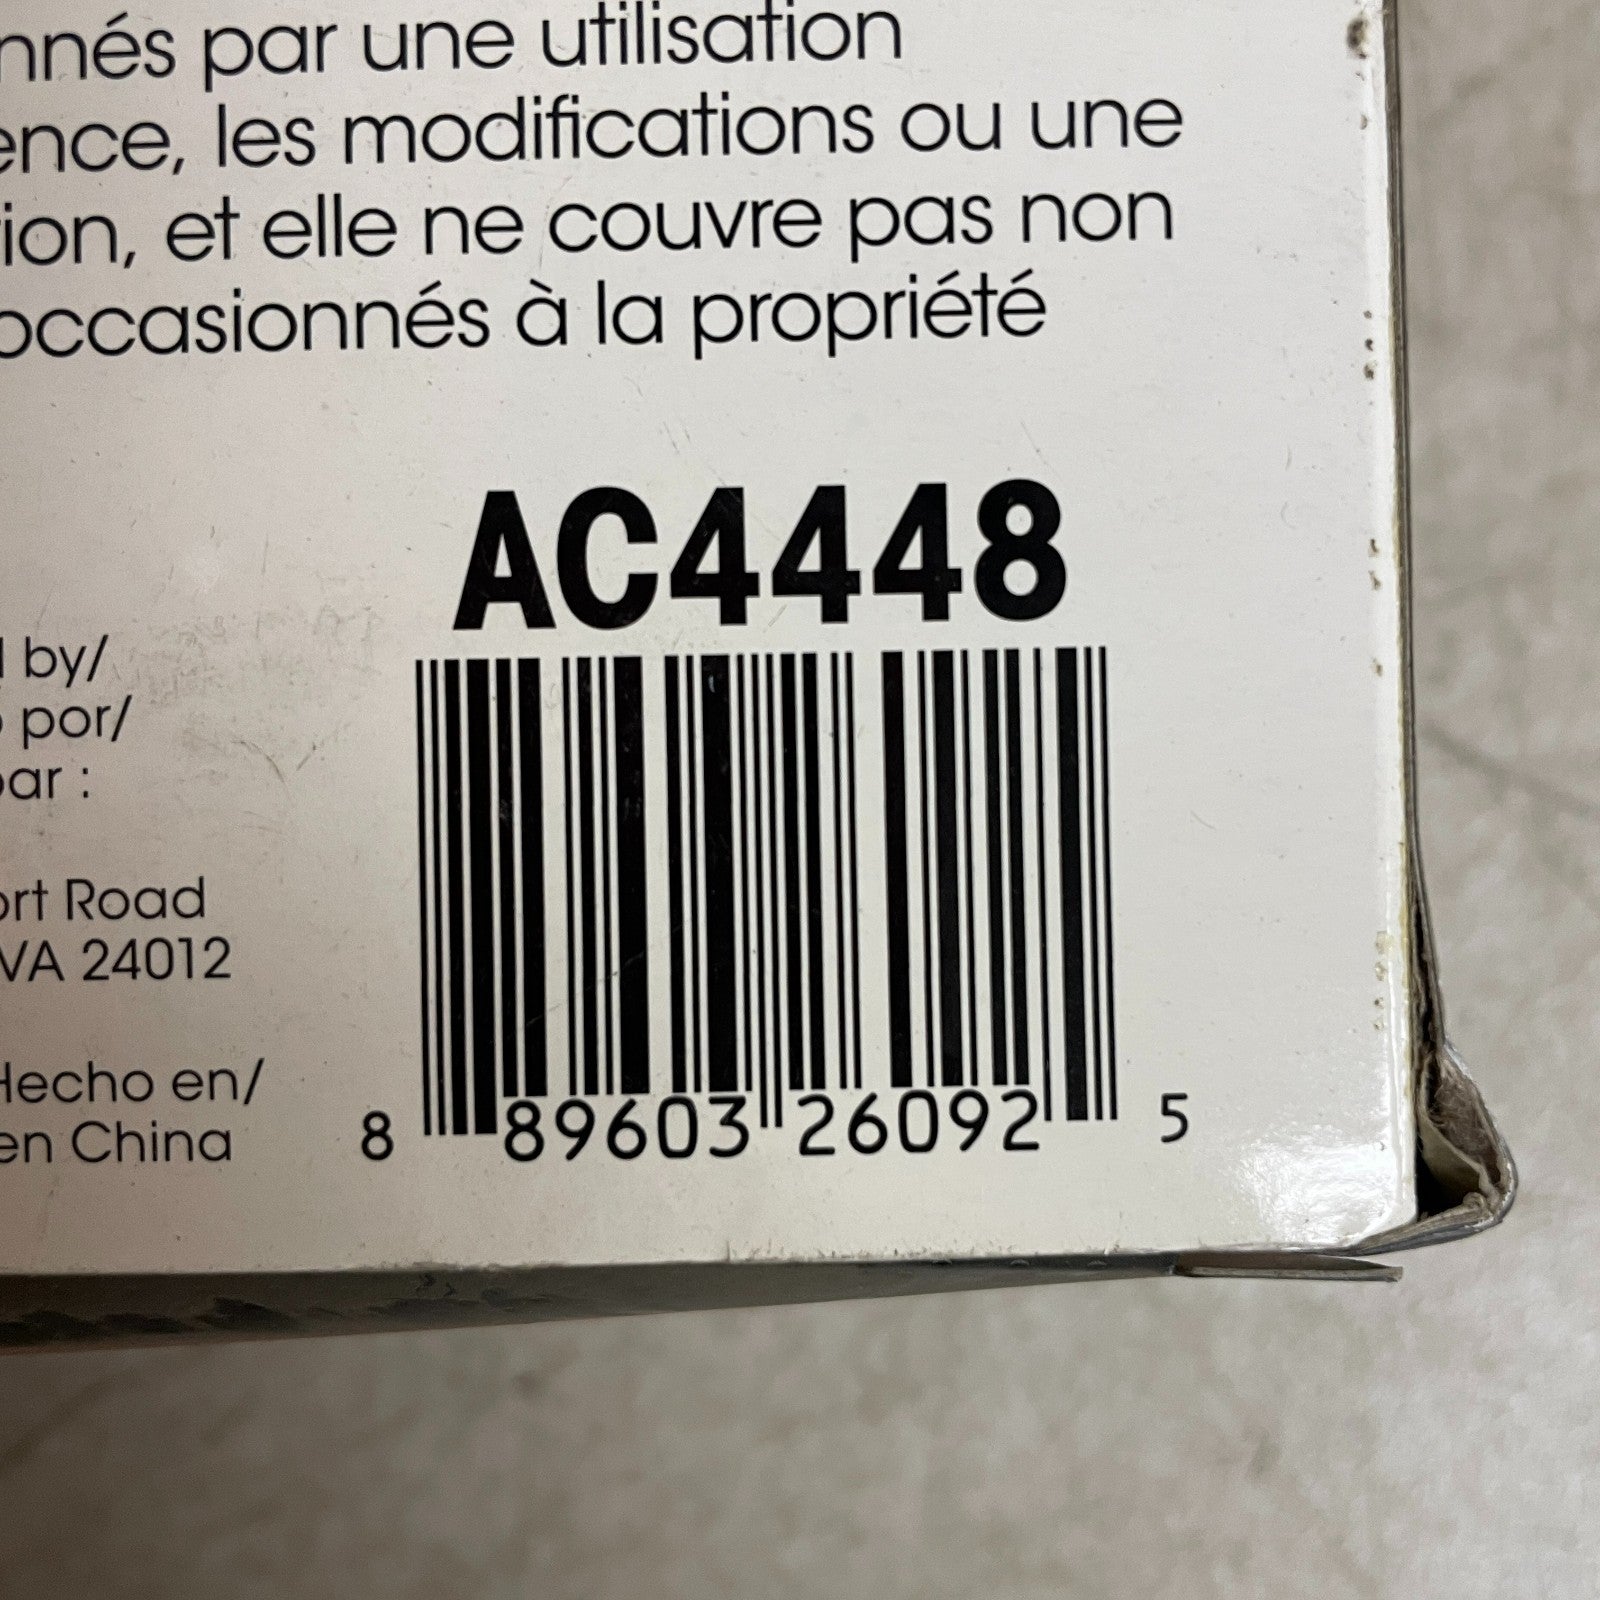 nnés par une utilisation
ence, les modifications ou une
tion, et elle ne couvre pas non
occasionnés à la propriété
AC4448
by/
por/
par :
ort Road
VA 24012
Hecho en/
en China
8 89603 26092 5